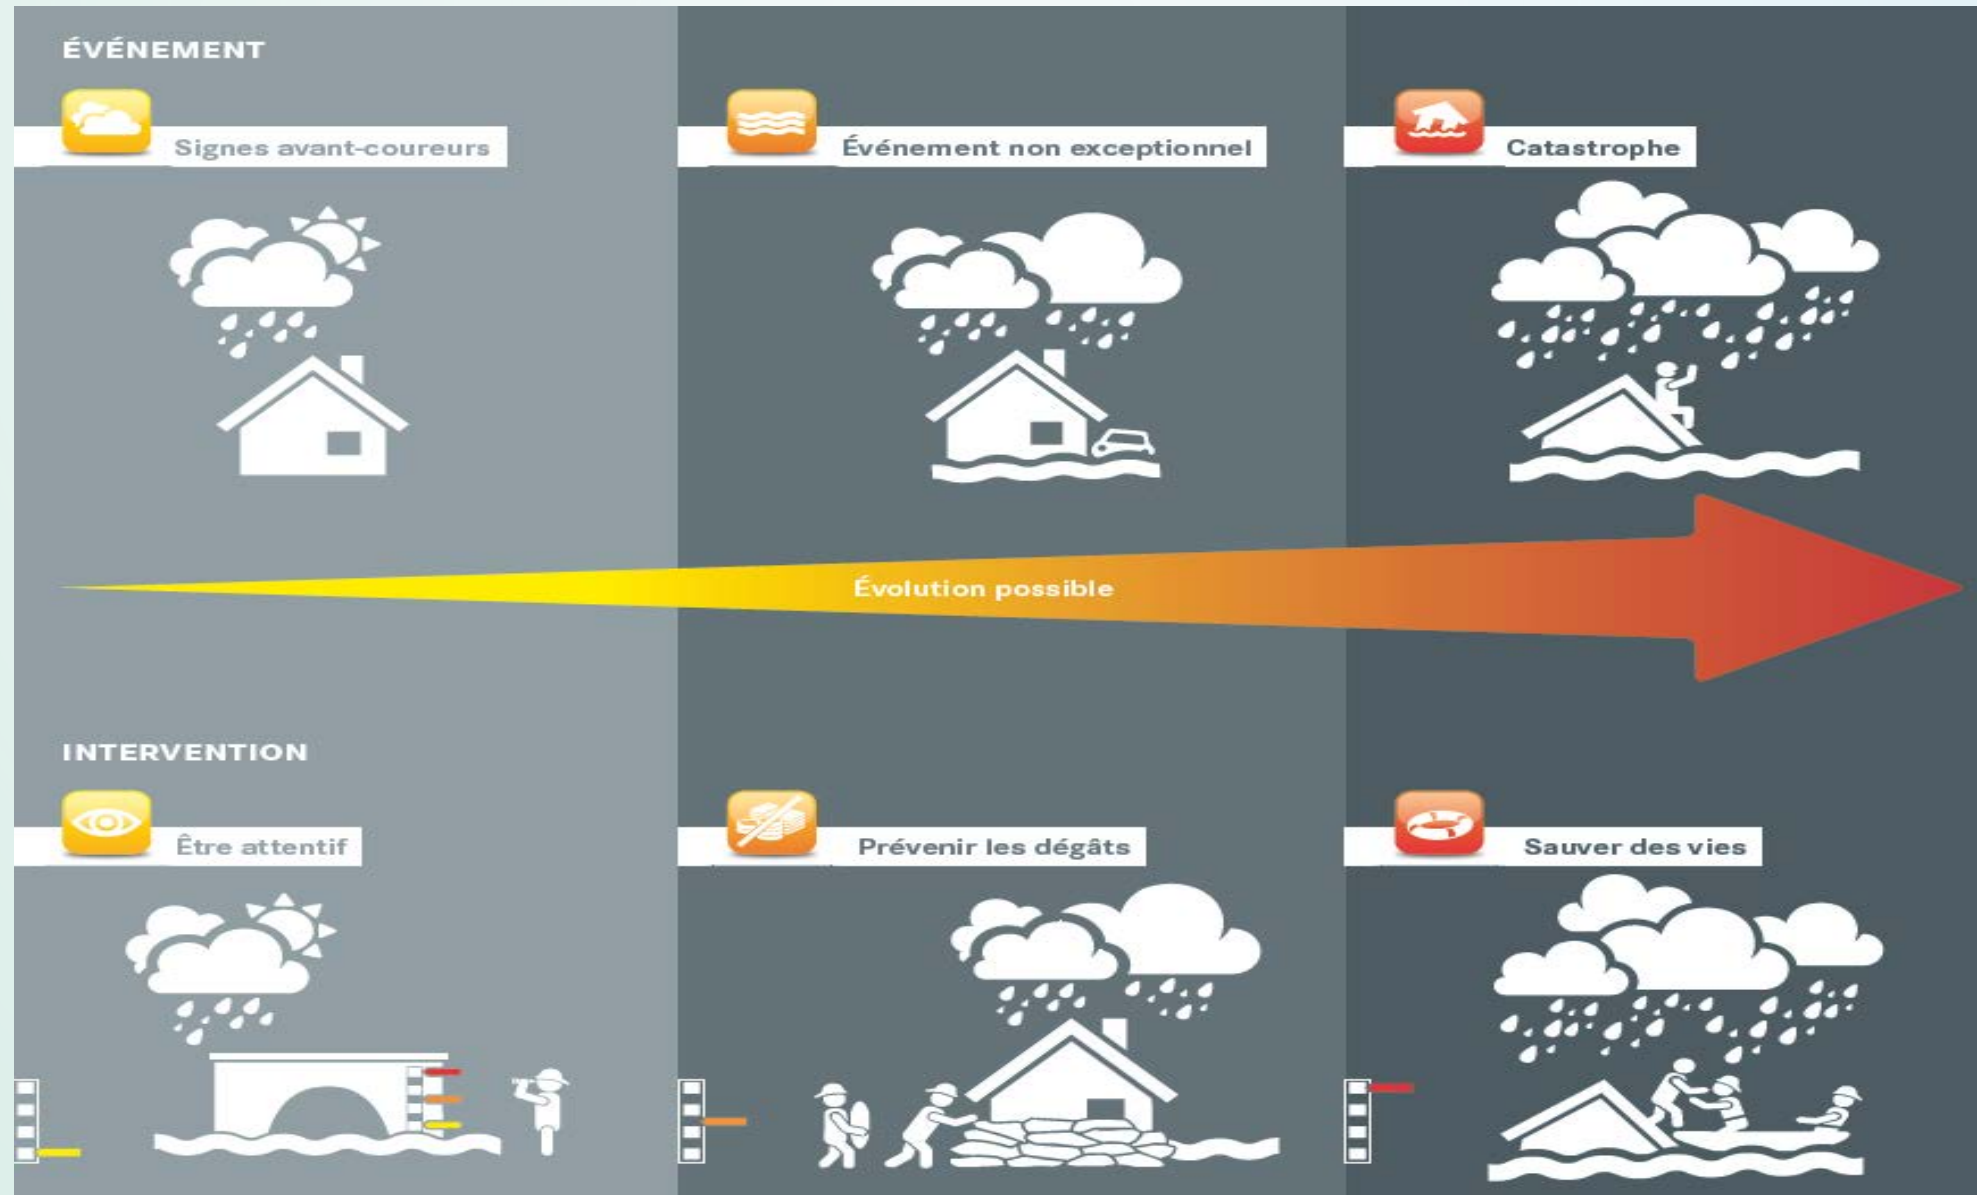 ÉVÉNEMENT
Signes avant-coureurs
Événement non exceptionnel
Catastrophe
Évolution possible
INTERVENTION
Être attentif
Prévenir les dégâts
Sauver des vies